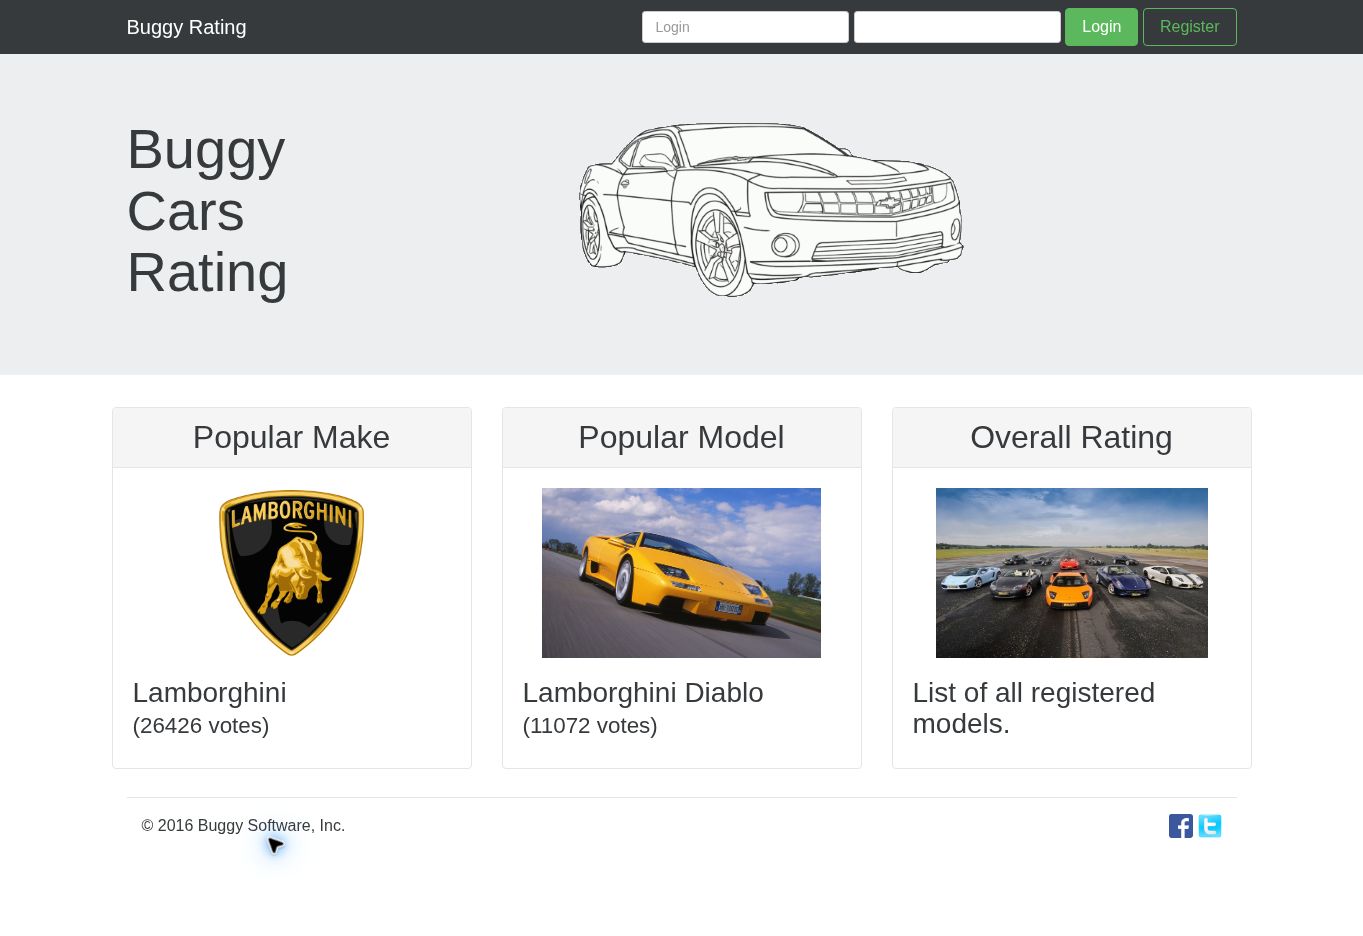 Buggy Rating
Login
Login
Register
Buggy
Cars
Rating
Popular Make
Popular Model
Overall Rating
LAMBORGHINI
Lamborghini
(26426 votes)
Lamborghini Diablo
(11072 votes)
List of all registered
models.
© 2016 Buggy Software, Inc.